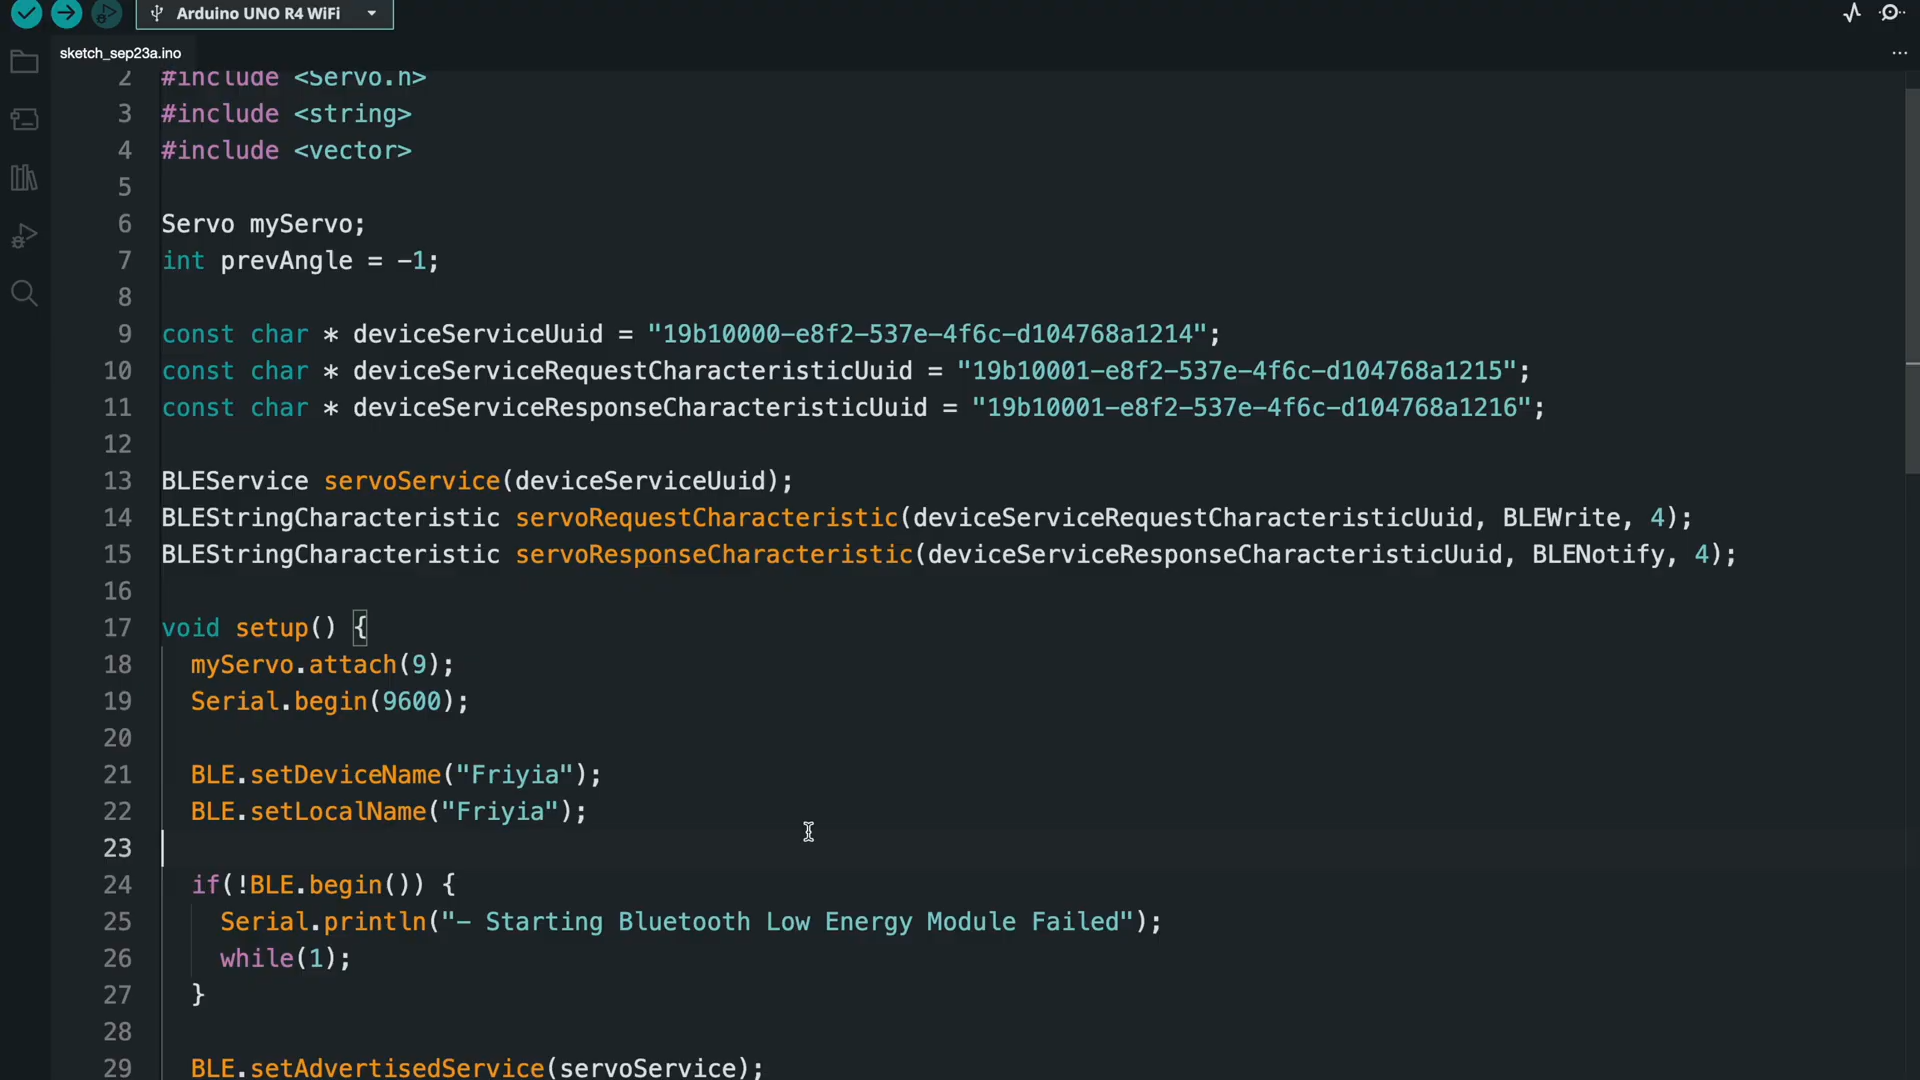 Arduino UNO R4 WiFi
sketch_sep23a.ino
2 #include <Servo.h>
3 #include <string>
4 #include <vector>
5
6 Servo myServo;
7 int prevAngle = -1;
8
9 const char * deviceServiceUuid = "19b10000-e8f2-537e-4f6c-d104768a1214";
10 const char * deviceServiceRequestCharacteristicUuid = "19b10001-e8f2-537e-4f6c-d104768a1215";
11 const char * deviceServiceResponseCharacteristicUuid = "19b10001-e8f2-537e-4f6c-d104768a1216";
12
13 BLEService servoService(deviceServiceUuid);
14 BLEStringCharacteristic servoRequestCharacteristic(deviceServiceRequestCharacteristicUuid, BLEWrite, 4);
15 BLEStringCharacteristic servoResponseCharacteristic(deviceServiceResponseCharacteristicUuid, BLENotify, 4);
16
17 void setup() {
18 myServo.attach(9);
19 Serial.begin(9600);
20
21 BLE.setDeviceName("Friyia");
22 BLE.setLocalName("Friyia");
23
24 if(!BLE.begin()) {
25 Serial.println("- Starting Bluetooth Low Energy Module Failed");
26 while(1);
27 }
28
29 BLE.setAdvertisedService(servoService);